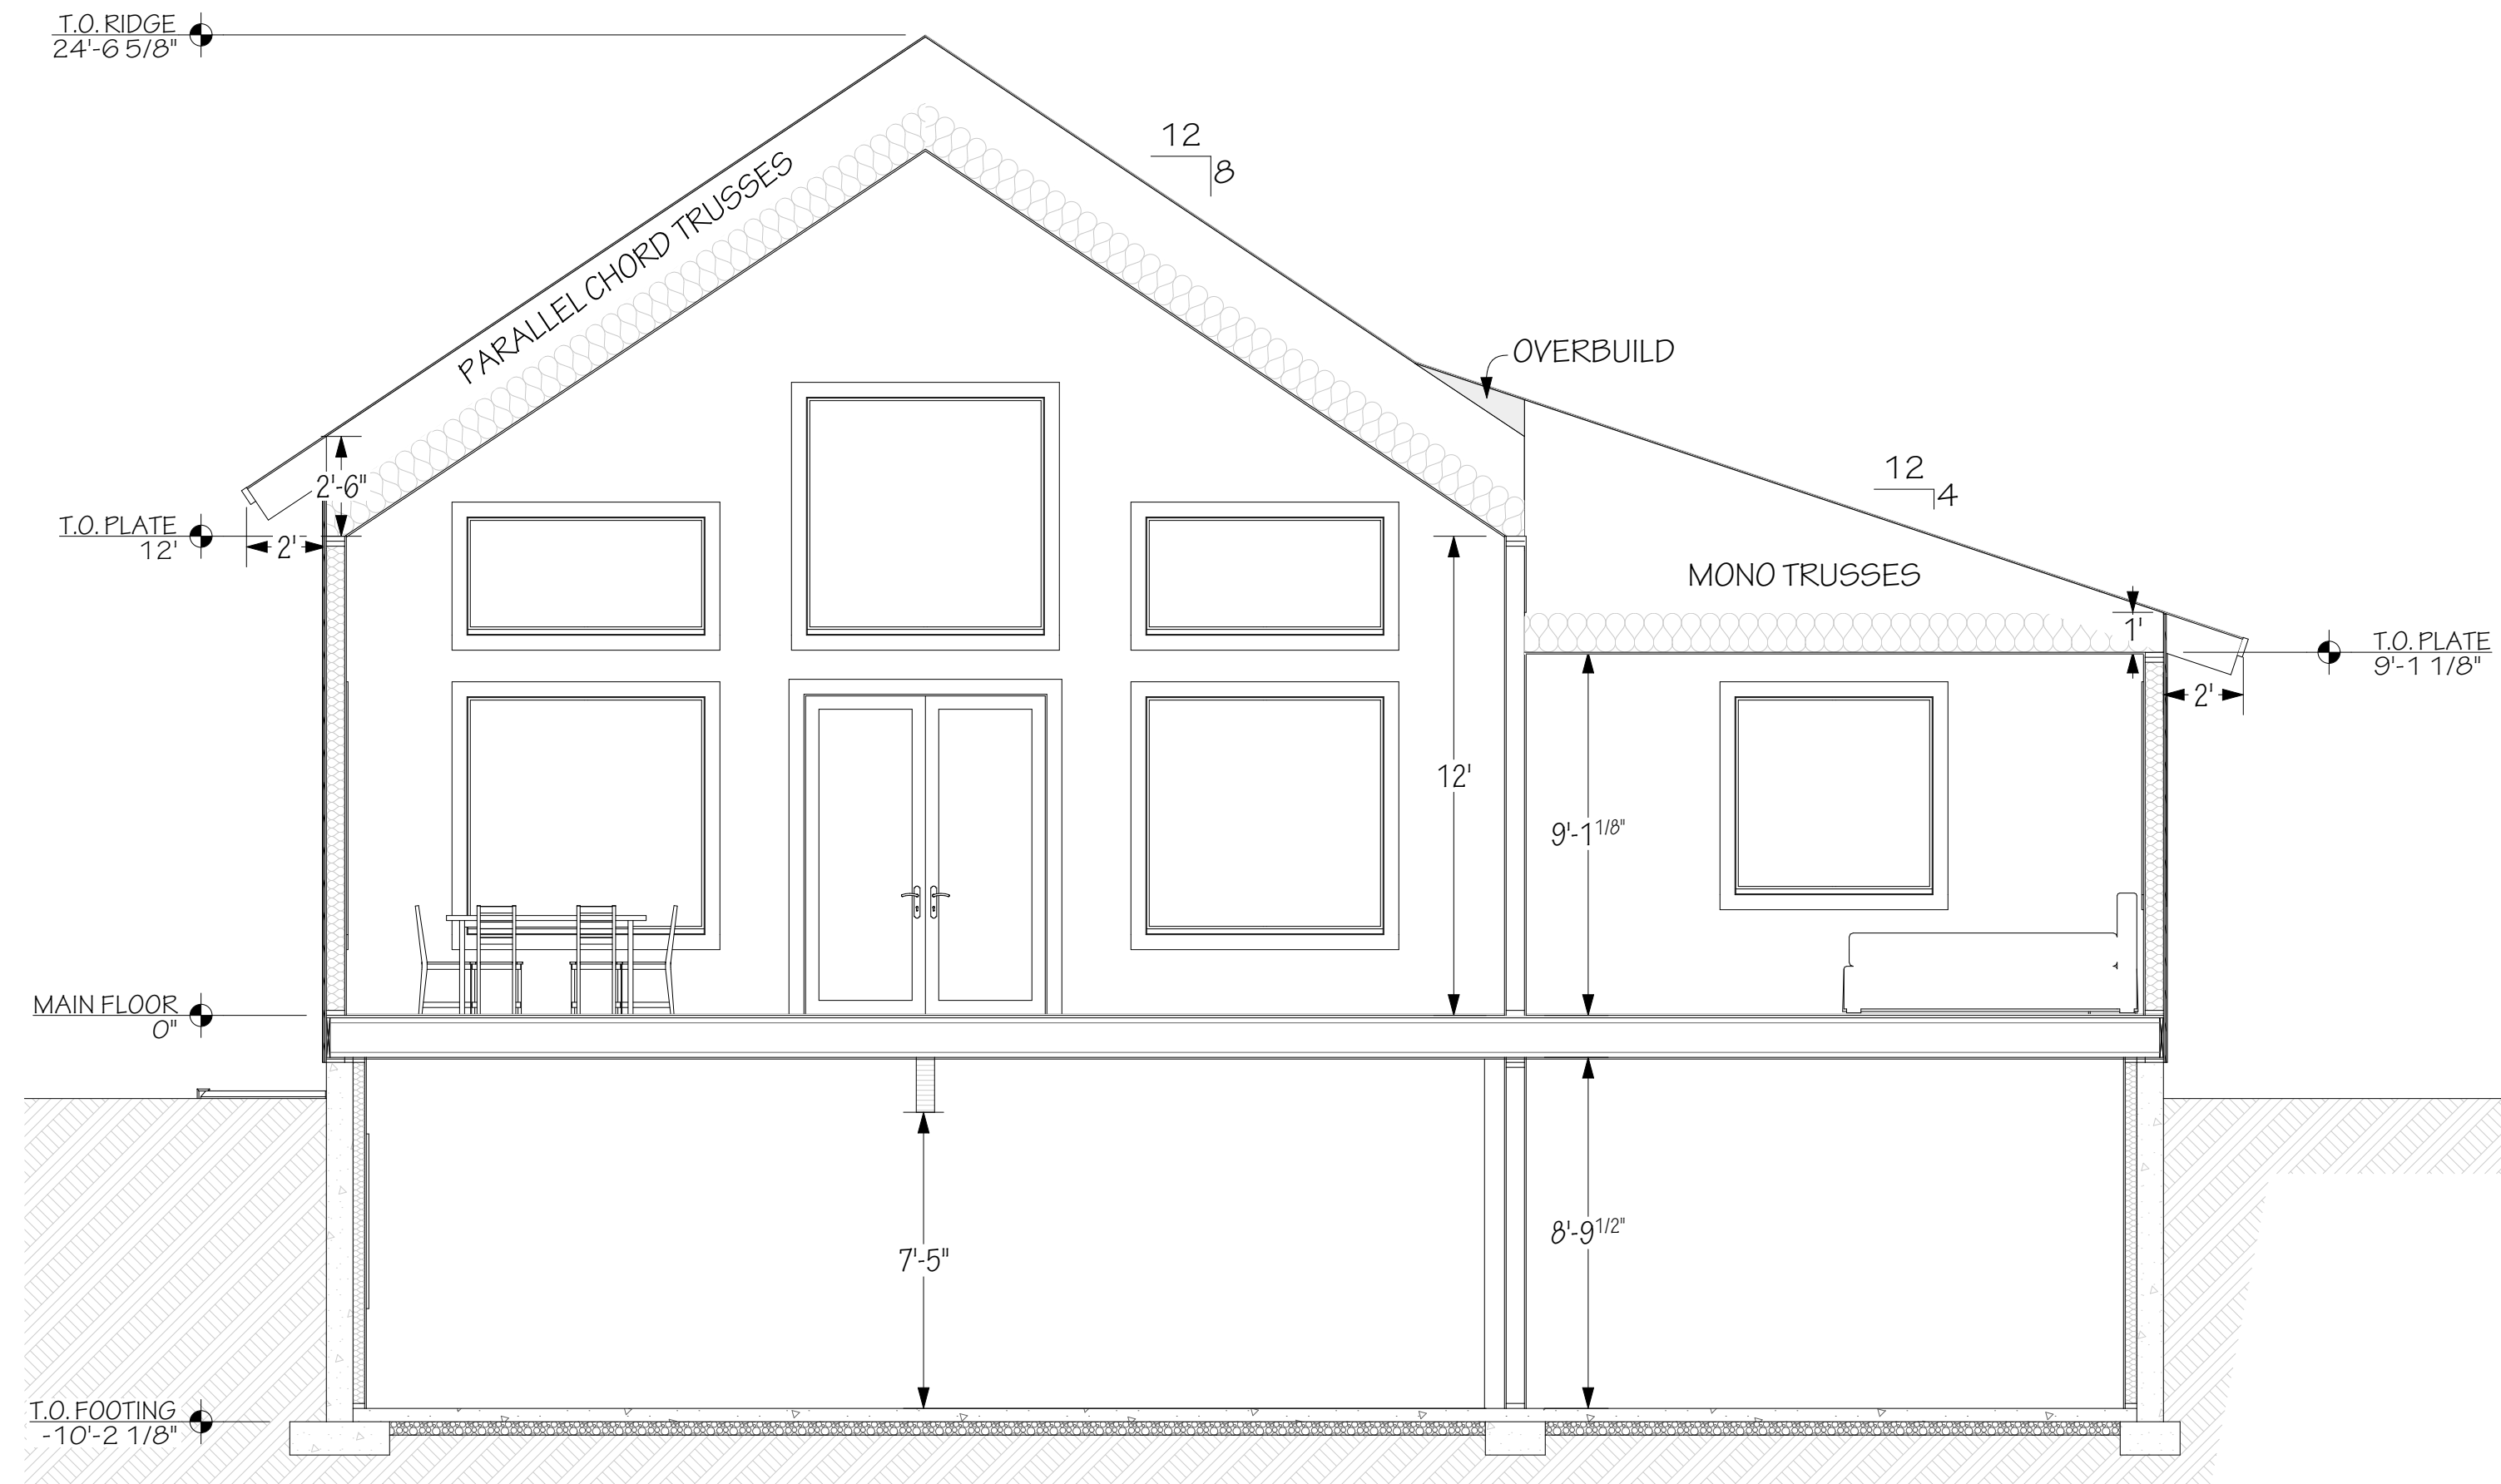 T.O. RIDGE
24'-6 5/8"
12
8
PARALLEL CHORD TRUSSES
OVERBUILD
12
4
2'-6"
T.O. PLATE
12'
2'
MONO TRUSSES
1'
T.O. PLATE
9'-1 1/8"
2'
12'
9'-1 1/8"
MAIN FLOOR
0"
7'-5"
8'-9 1/2"
T.O. FOOTING
-10'-2 1/8"